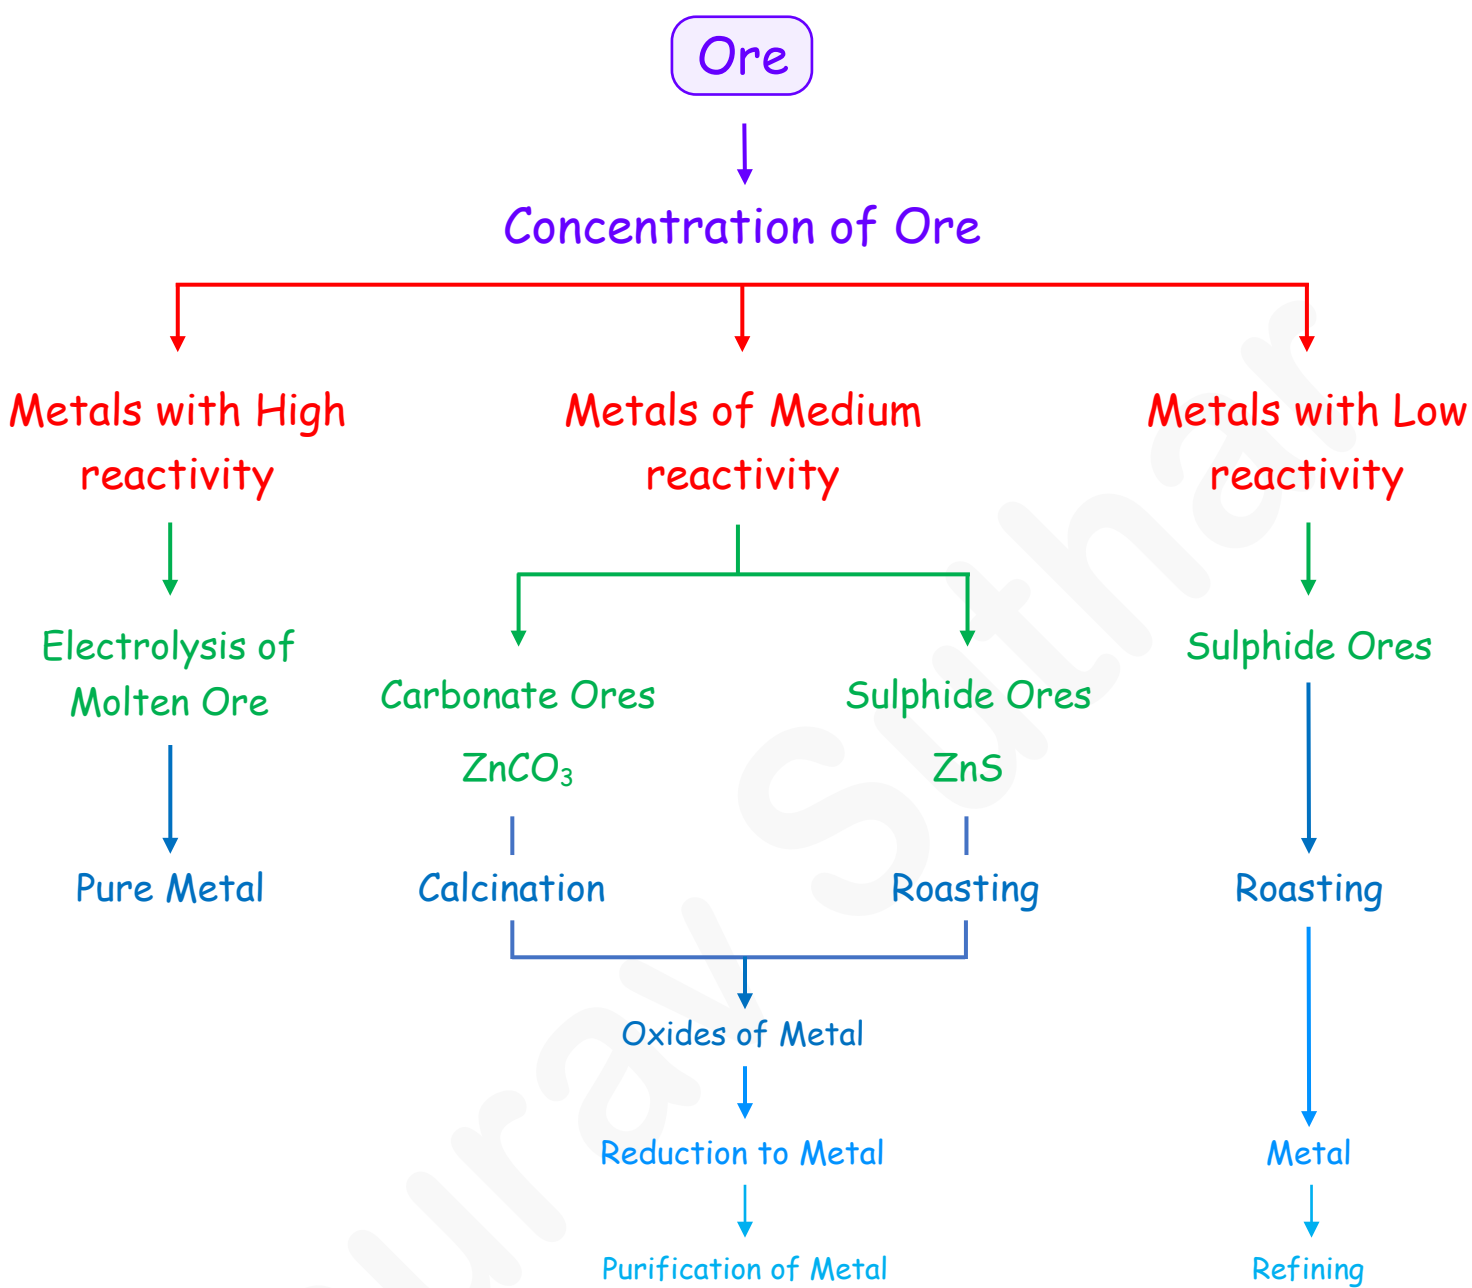 Ore
Concentration of Ore
Metals with High
reactivity
Metals of Medium
reactivity
Metals with Low
reactivity
Electrolysis of
Molten Ore
Carbonate Ores
ZnCO₃
Sulphide Ores
ZnS
Sulphide Ores
Pure Metal
Calcination
Roasting
Roasting
Oxides of Metal
Reduction to Metal
Metal
Purification of Metal
Refining
urav Suthar